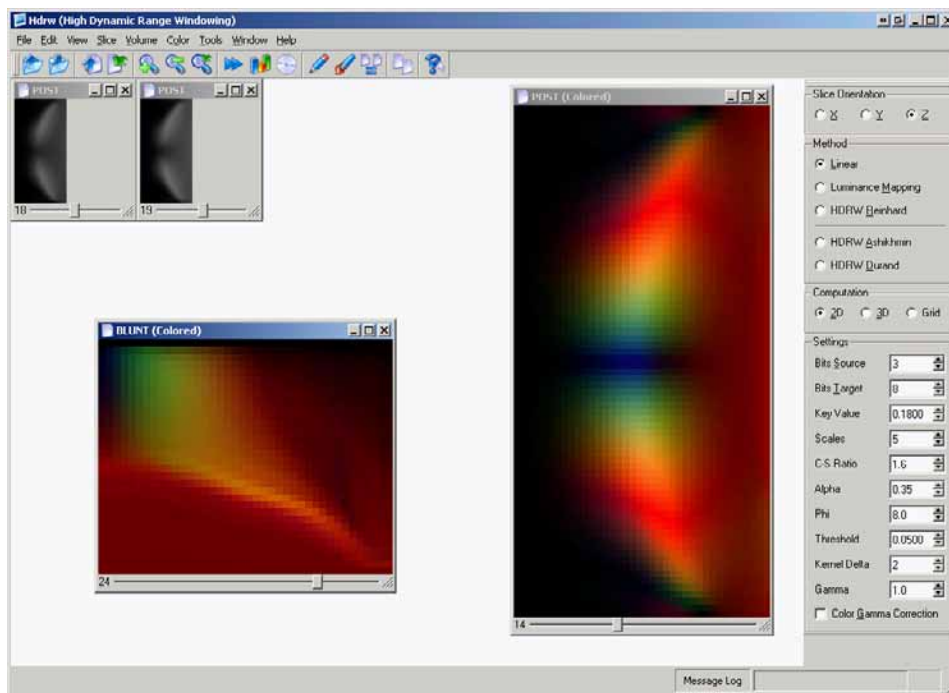 Hdrw (High Dynamic Range Windowing)
File Edit View Slice Volume Color Tools Window Help
POST
POST
18
19
POST (Colored)
14
BLUNT (Colored)
24
Slice Orientation
X Y Z
Method
Linear
Luminance Mapping
HDRW Reinhard
HDRW Ashikhmin
HDRW Durand
Computation
2D 3D Grid
Settings
Bits Source 3
Bits Target 8
Key Value 0.1800
Scales 5
C-S Ratio 1.6
Alpha 0.35
Phi 8.0
Threshold 0.0500
Kernel Delta 2
Gamma 1.0
Color Gamma Correction
Message Log